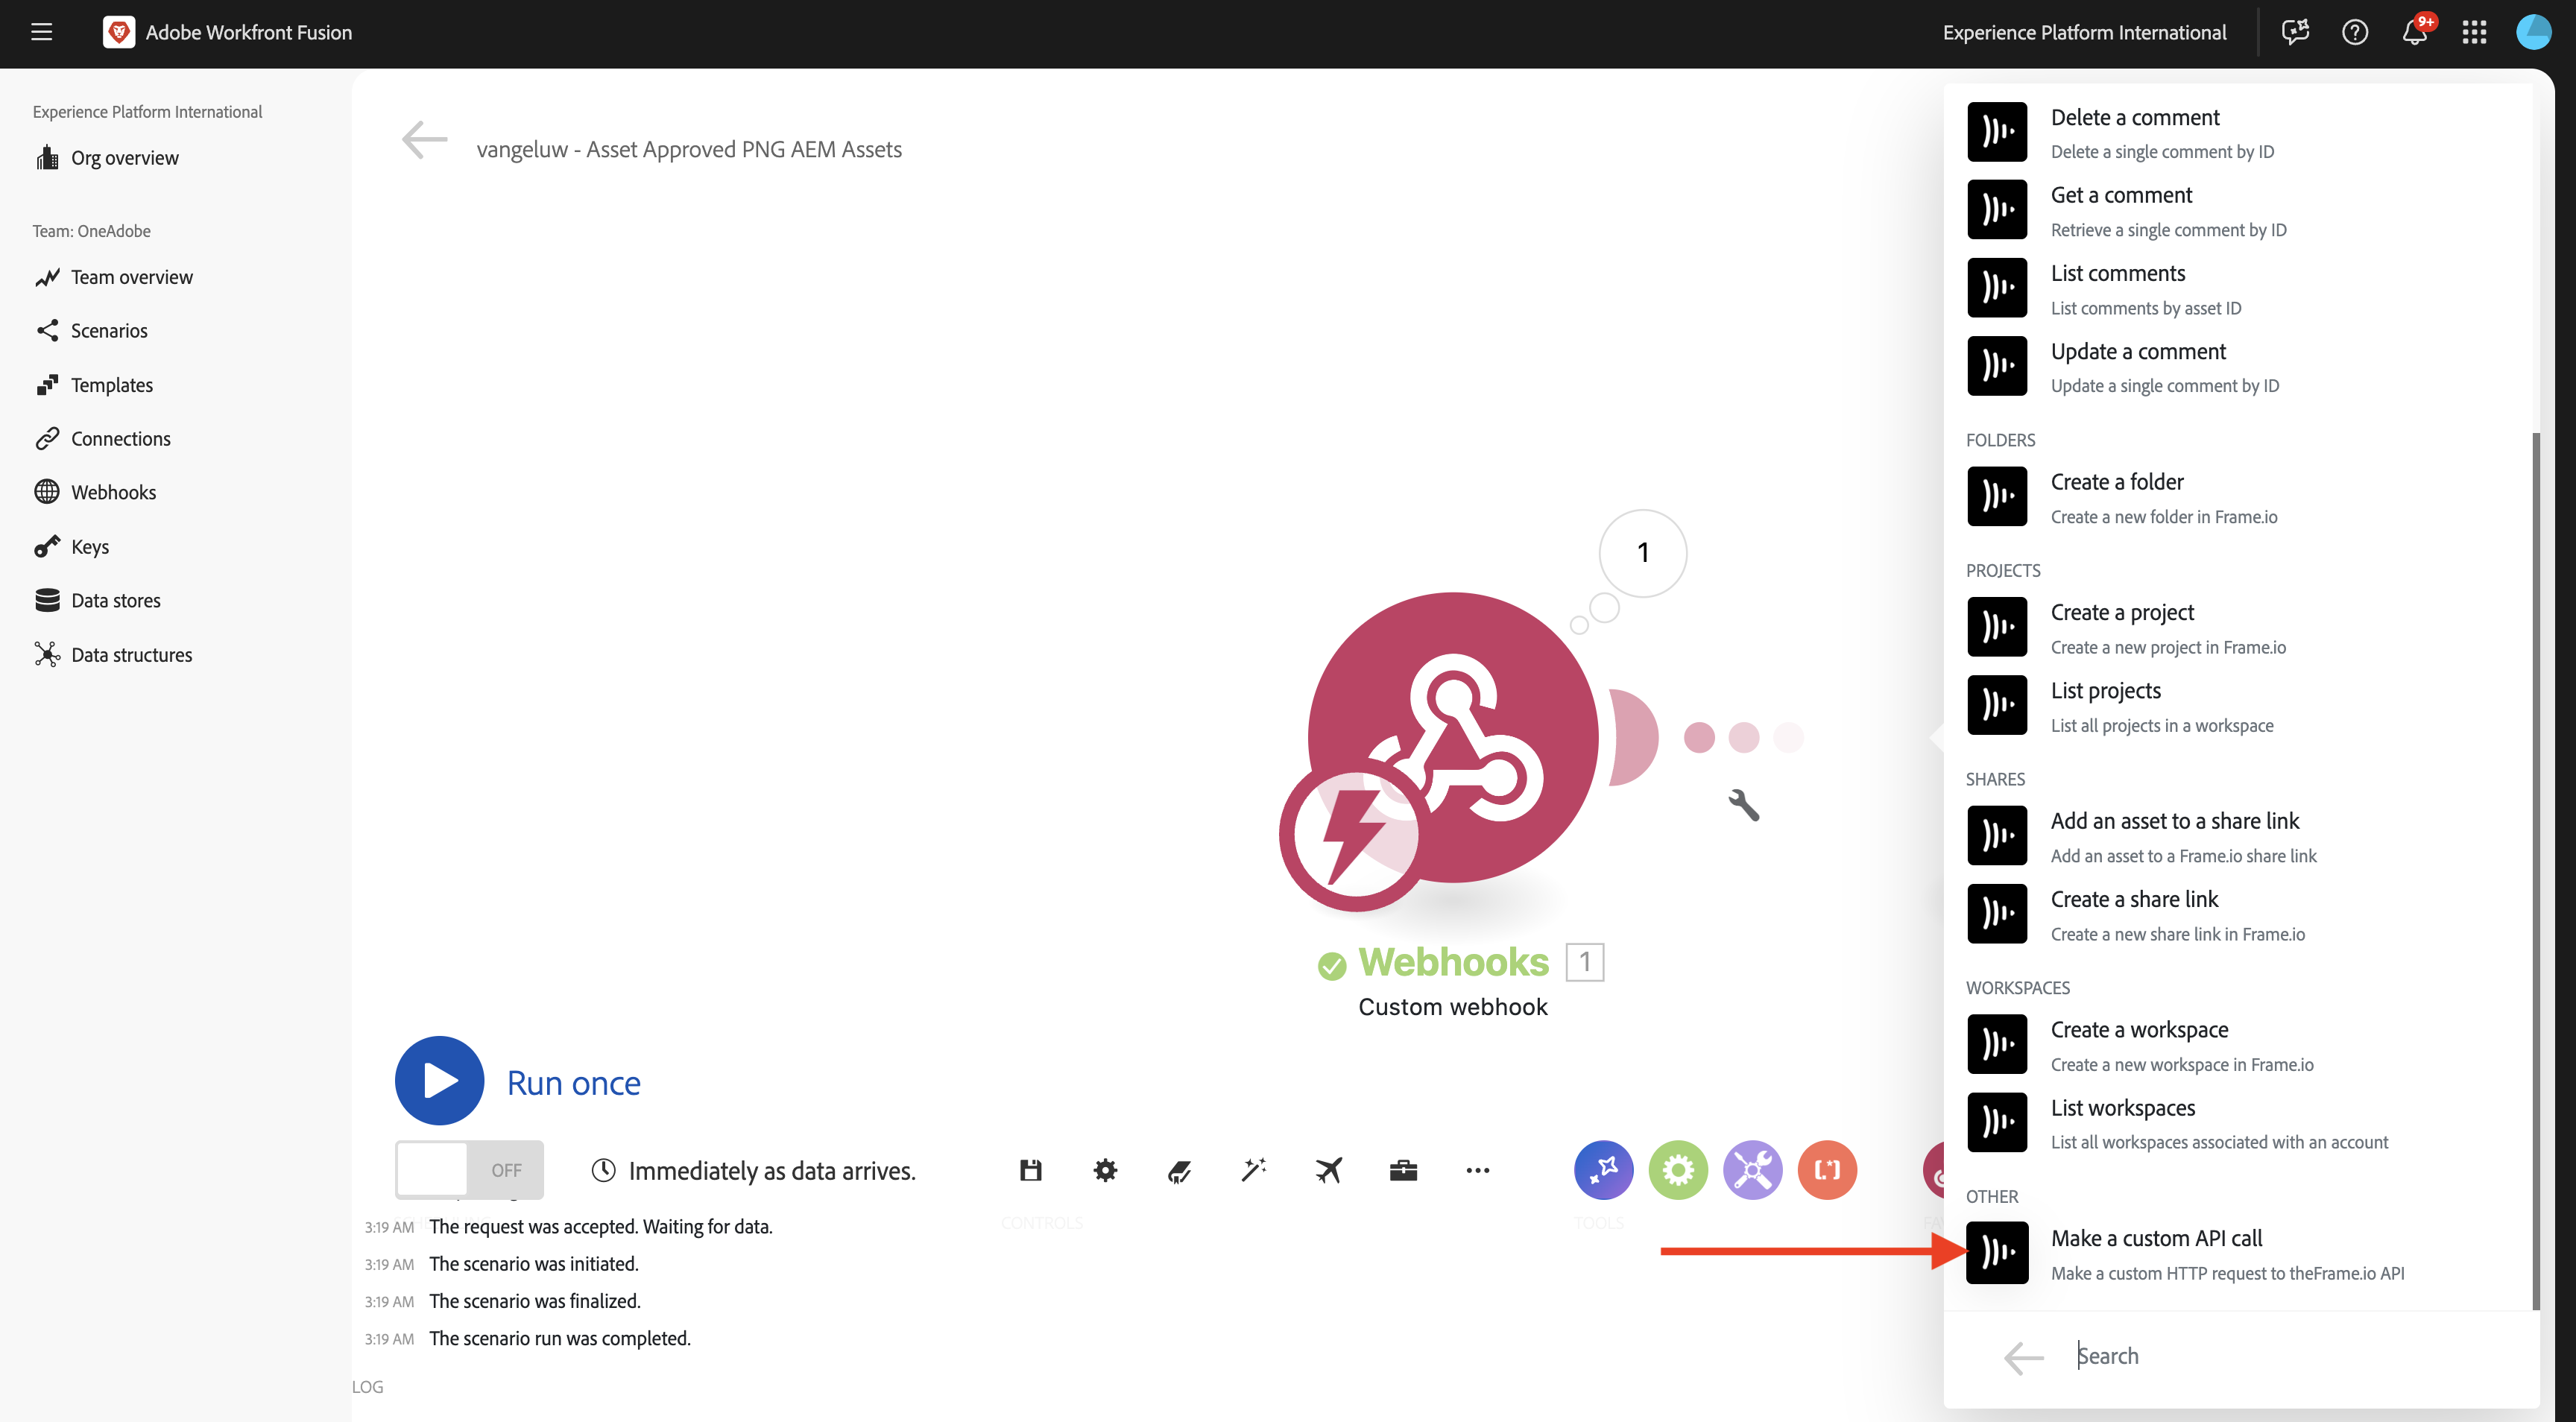 Adobe Workfront Fusion
Experience Platform International
9+
Experience Platform International
Org overview
Team: OneAdobe
Team overview
Scenarios
Templates
Connections
Webhooks
Keys
Data stores
Data structures
vangeluw - Asset Approved PNG AEM Assets
1
Webhooks 1
Custom webhook
Run once
OFF
Immediately as data arrives.
CONTROLS
TOOLS
3:19 AM The request was accepted. Waiting for data.
3:19 AM The scenario was initiated.
3:19 AM The scenario was finalized.
3:19 AM The scenario run was completed.
LOG
Delete a comment
Delete a single comment by ID
Get a comment
Retrieve a single comment by ID
List comments
List comments by asset ID
Update a comment
Update a single comment by ID
FOLDERS
Create a folder
Create a new folder in Frame.io
PROJECTS
Create a project
Create a new project in Frame.io
List projects
List all projects in a workspace
SHARES
Add an asset to a share link
Add an asset to a Frame.io share link
Create a share link
Create a new share link in Frame.io
WORKSPACES
Create a workspace
Create a new workspace in Frame.io
List workspaces
List all workspaces associated with an account
OTHER
Make a custom API call
Make a custom HTTP request to theFrame.io API
Search